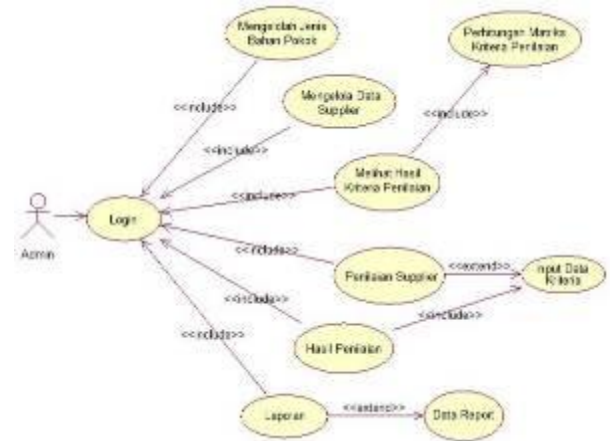 Mengelolah Jenis
Bahan Pokok
Perhitungan Matriks
Kriteria Penilaian
<<include>>
Mengelola Data
Supplier
<<include>>
<<include>>
Melihat Hasil
Kriteria Penilaian
<<include>>
Login
Admin
<<include>>
Penilaian Supplier
<<extend>>
Input Data
Kriteria
<<include>>
<<include>>
<<include>>
Hasil Penilaian
Laporan
<<extend>>
Data Report